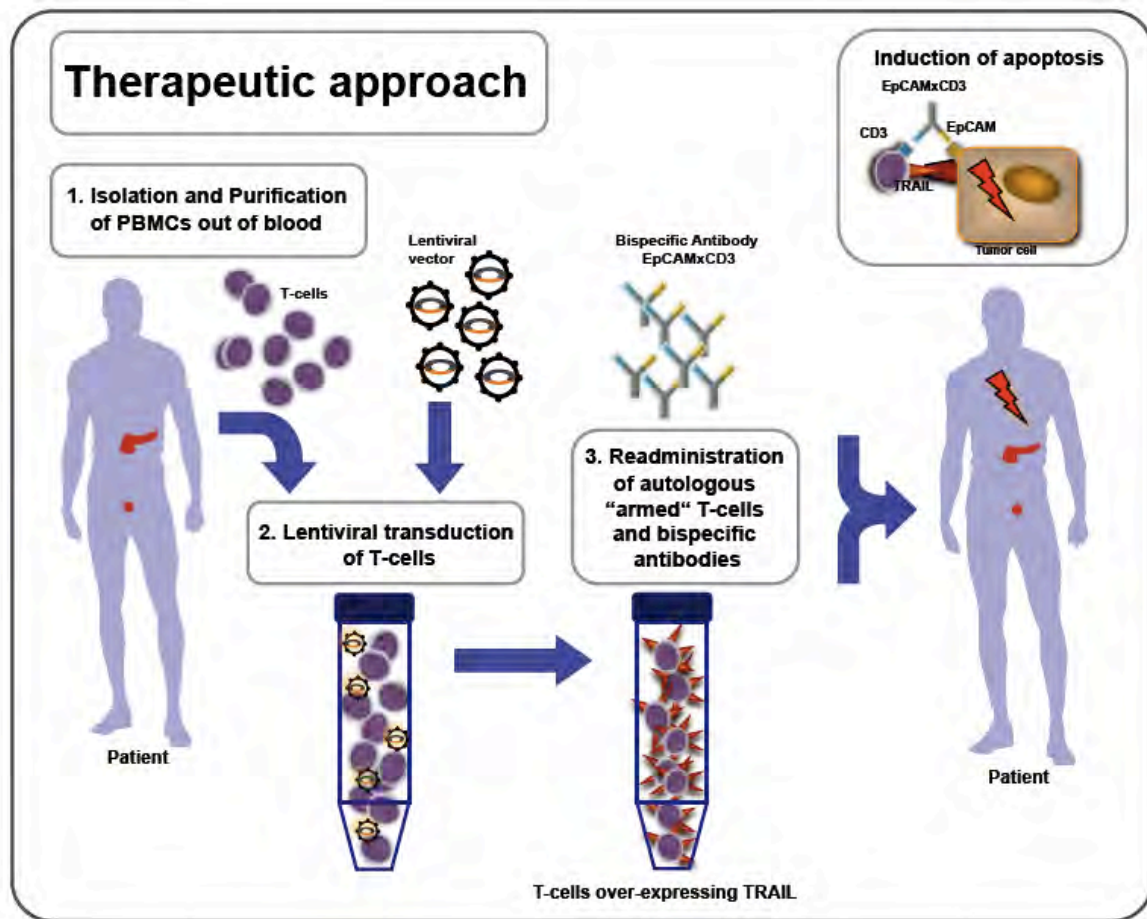 Therapeutic approach
Induction of apoptosis
EpCAMxCD3
CD3
EpCAM
TRAIL
Tumor cell
1. Isolation and Purification
of PBMCs out of blood
T-cells
Lentiviral
vector
Bispecific Antibody
EpCAMxCD3
2. Lentiviral transduction
of T-cells
3. Readministration
of autologous
“armed“ T-cells
and bispecific
antibodies
Patient
Patient
T-cells over-expressing TRAIL